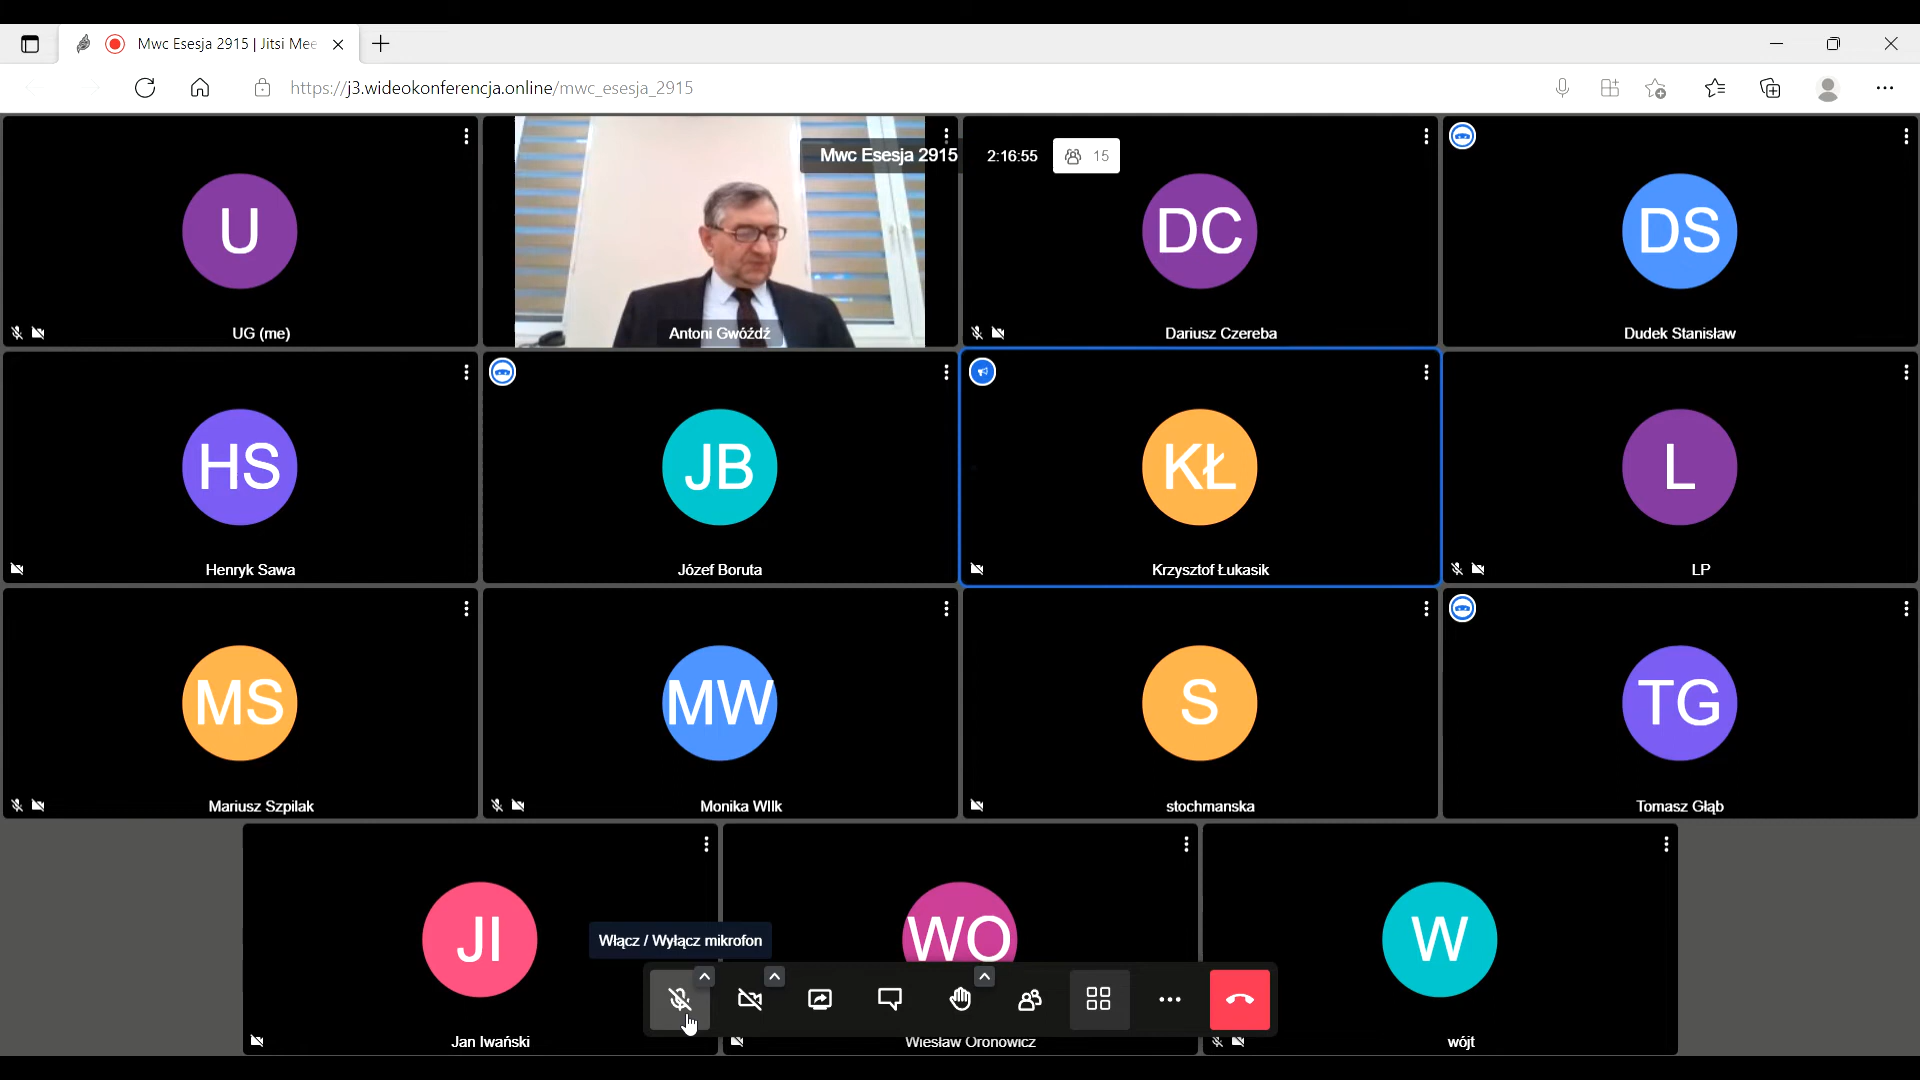 Mwc Esesja 2915 | Jitsi Mee
https://j3.wideokonferencja.online/mwc_esesja_2915
Mwc Esesja 2915
2:16:55
15
U
UG (me)
Antoni Gwóźdź
DC
Dariusz Czereba
DS
Dudek Stanisław
HS
Henryk Sawa
JB
Józef Boruta
KŁ
Krzysztof Łukasik
L
LP
MS
Mariusz Szpilak
MW
Monika WIlk
S
stochmanska
TG
Tomasz Głąb
JI
Jan Iwański
Włącz / Wyłącz mikrofon
WO
Wiesław Oronowicz
W
wójt